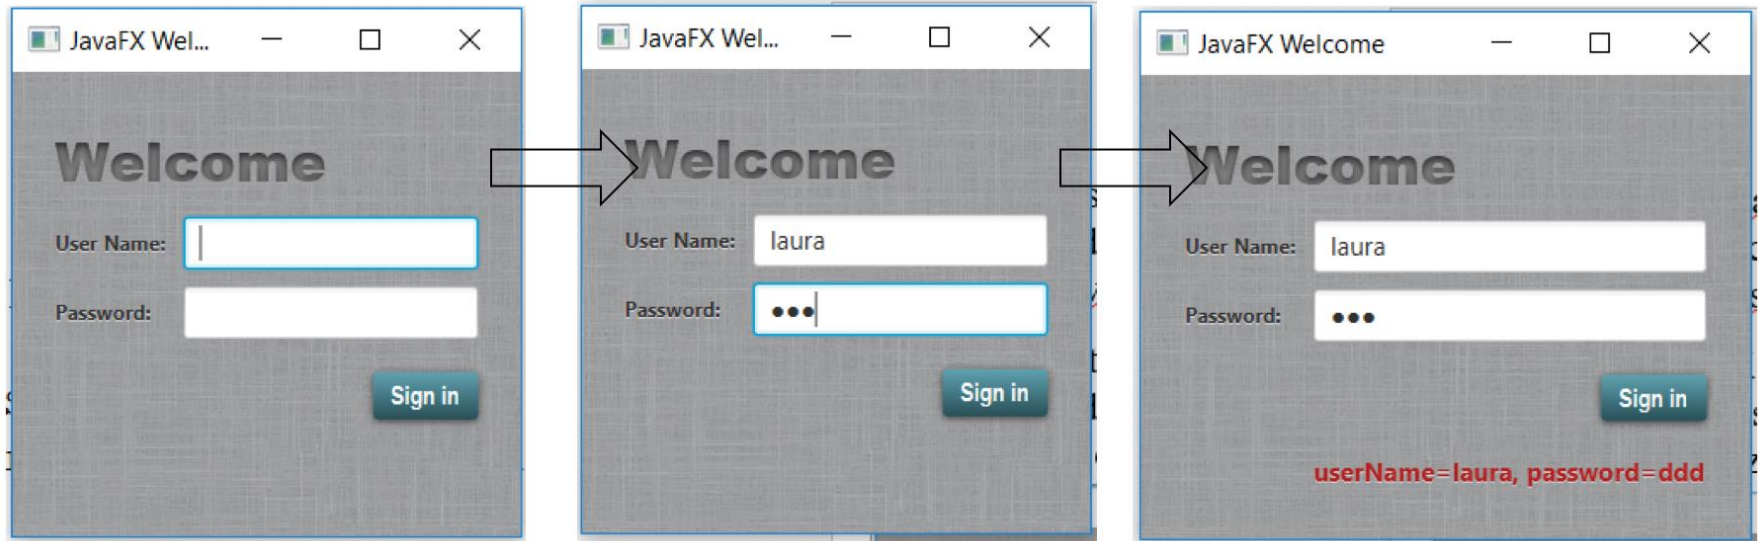 JavaFX Wel...
Welcome
User Name:
Password:
Sign in
JavaFX Wel...
Welcome
User Name: laura
Password: ●●●
Sign in
JavaFX Welcome
Welcome
User Name: laura
Password: ●●●
Sign in
userName=laura, password=ddd